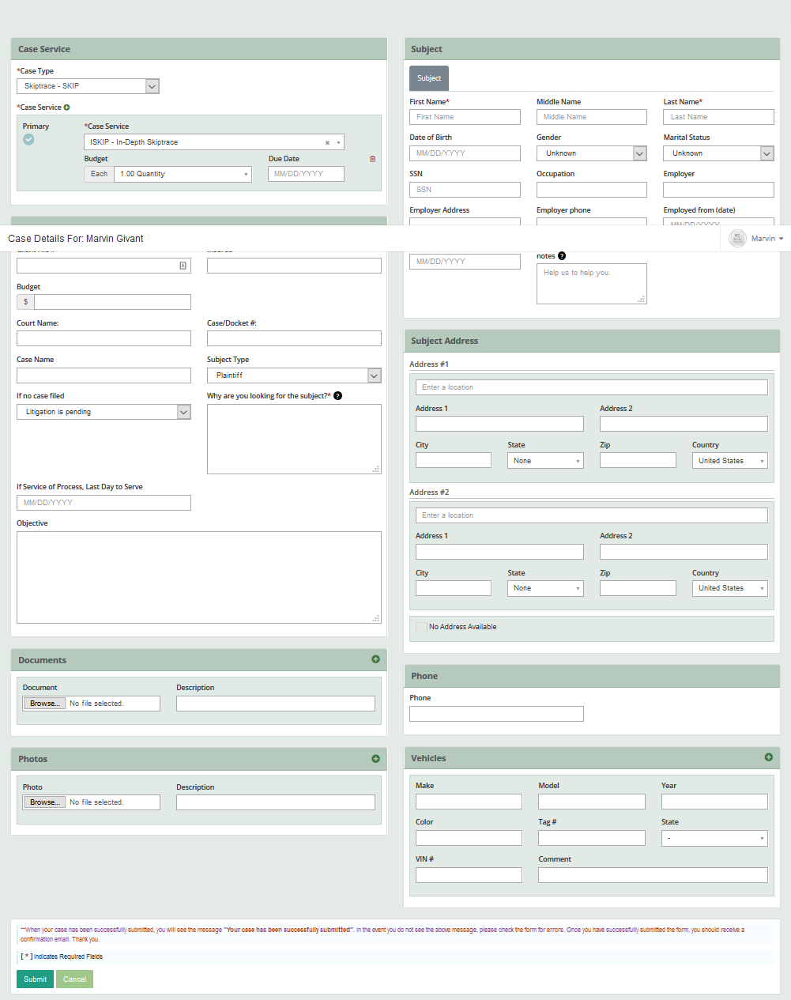 Case Service
*Case Type
Skiptrace - SKIP
*Case Service
Primary
*Case Service
ISKIP - In-Depth Skiptrace
Budget
Due Date
Each
1.00 Quantity
MM/DD/YYYY
Subject
Subject
First Name*
Middle Name
Last Name*
First Name
Middle Name
Last Name
Date of Birth
Gender
Marital Status
MM/DD/YYYY
Unknown
Unknown
SSN
Occupation
Employer
SSN
Employer Address
Employer phone
Employed from (date)
MM/DD/YYYY
Case Details For: Marvin Givant
Marvin
Budget
$
Court Name:
Case/Docket #:
Case Name
Subject Type
Plaintiff
If no case filed
Why are you looking for the subject?* ?
Litigation is pending
If Service of Process, Last Day to Serve
MM/DD/YYYY
Objective
MM/DD/YYYY
notes ?
Help us to help you.
Subject Address
Address #1
Enter a location
Address 1
Address 2
City
State
Zip
Country
None
United States
Address #2
Enter a location
Address 1
Address 2
City
State
Zip
Country
None
United States
No Address Available
Documents
Document
Description
Browse... No file selected.
Photos
Photo
Description
Browse... No file selected.
Phone
Phone
Vehicles
Make
Model
Year
Color
Tag #
State
-
VIN #
Comment
"*When your case has been successfully submitted, you will see the message "'Your case has been successfully submitted'". In the event you do not see the above message, please check the form for errors. Once you have successfully submitted the form, you should receive a
confirmation email. Thank you.
[ * ] Indicates Required Fields
Submit
Cancel